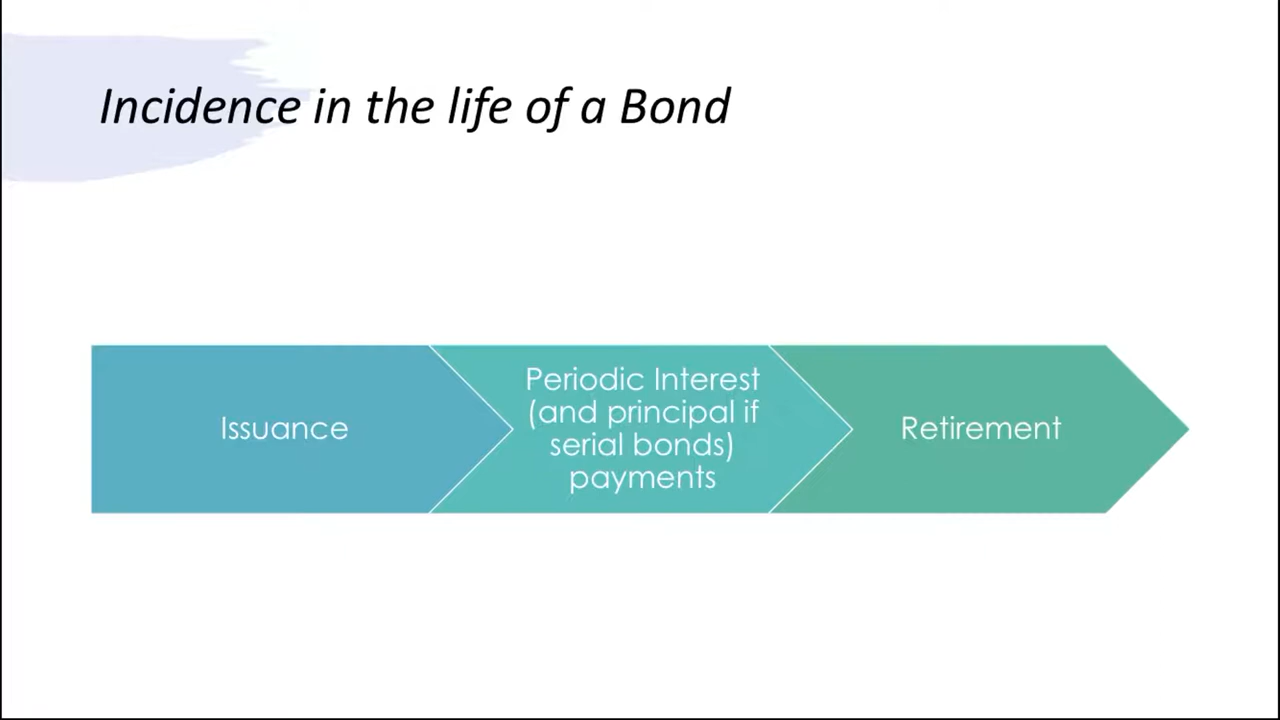 Incidence in the life of a Bond
Issuance
Periodic Interest
(and principal if
serial bonds)
payments
Retirement